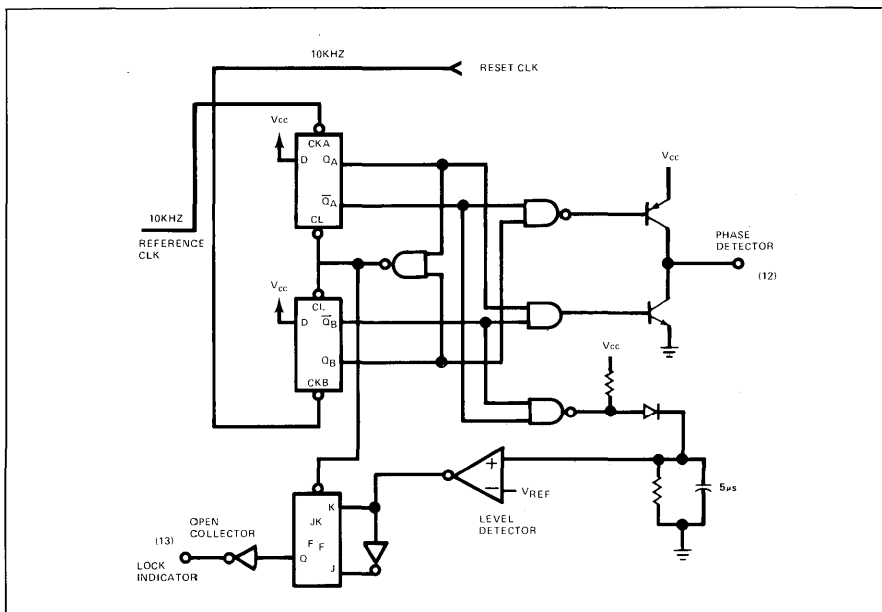 10KHZ
RESET CLK
Vcc
CKA
D QA
Q̅A
CL
10KHZ
REFERENCE
CLK
Vcc
PHASE
DETECTOR
(12)
Vcc
CL
D Q̅B
QB
CKB
Vcc
+
− VREF
LEVEL
DETECTOR
5µs
OPEN
COLLECTOR
(13)
LOCK
INDICATOR
K
JK
FF
Q
J